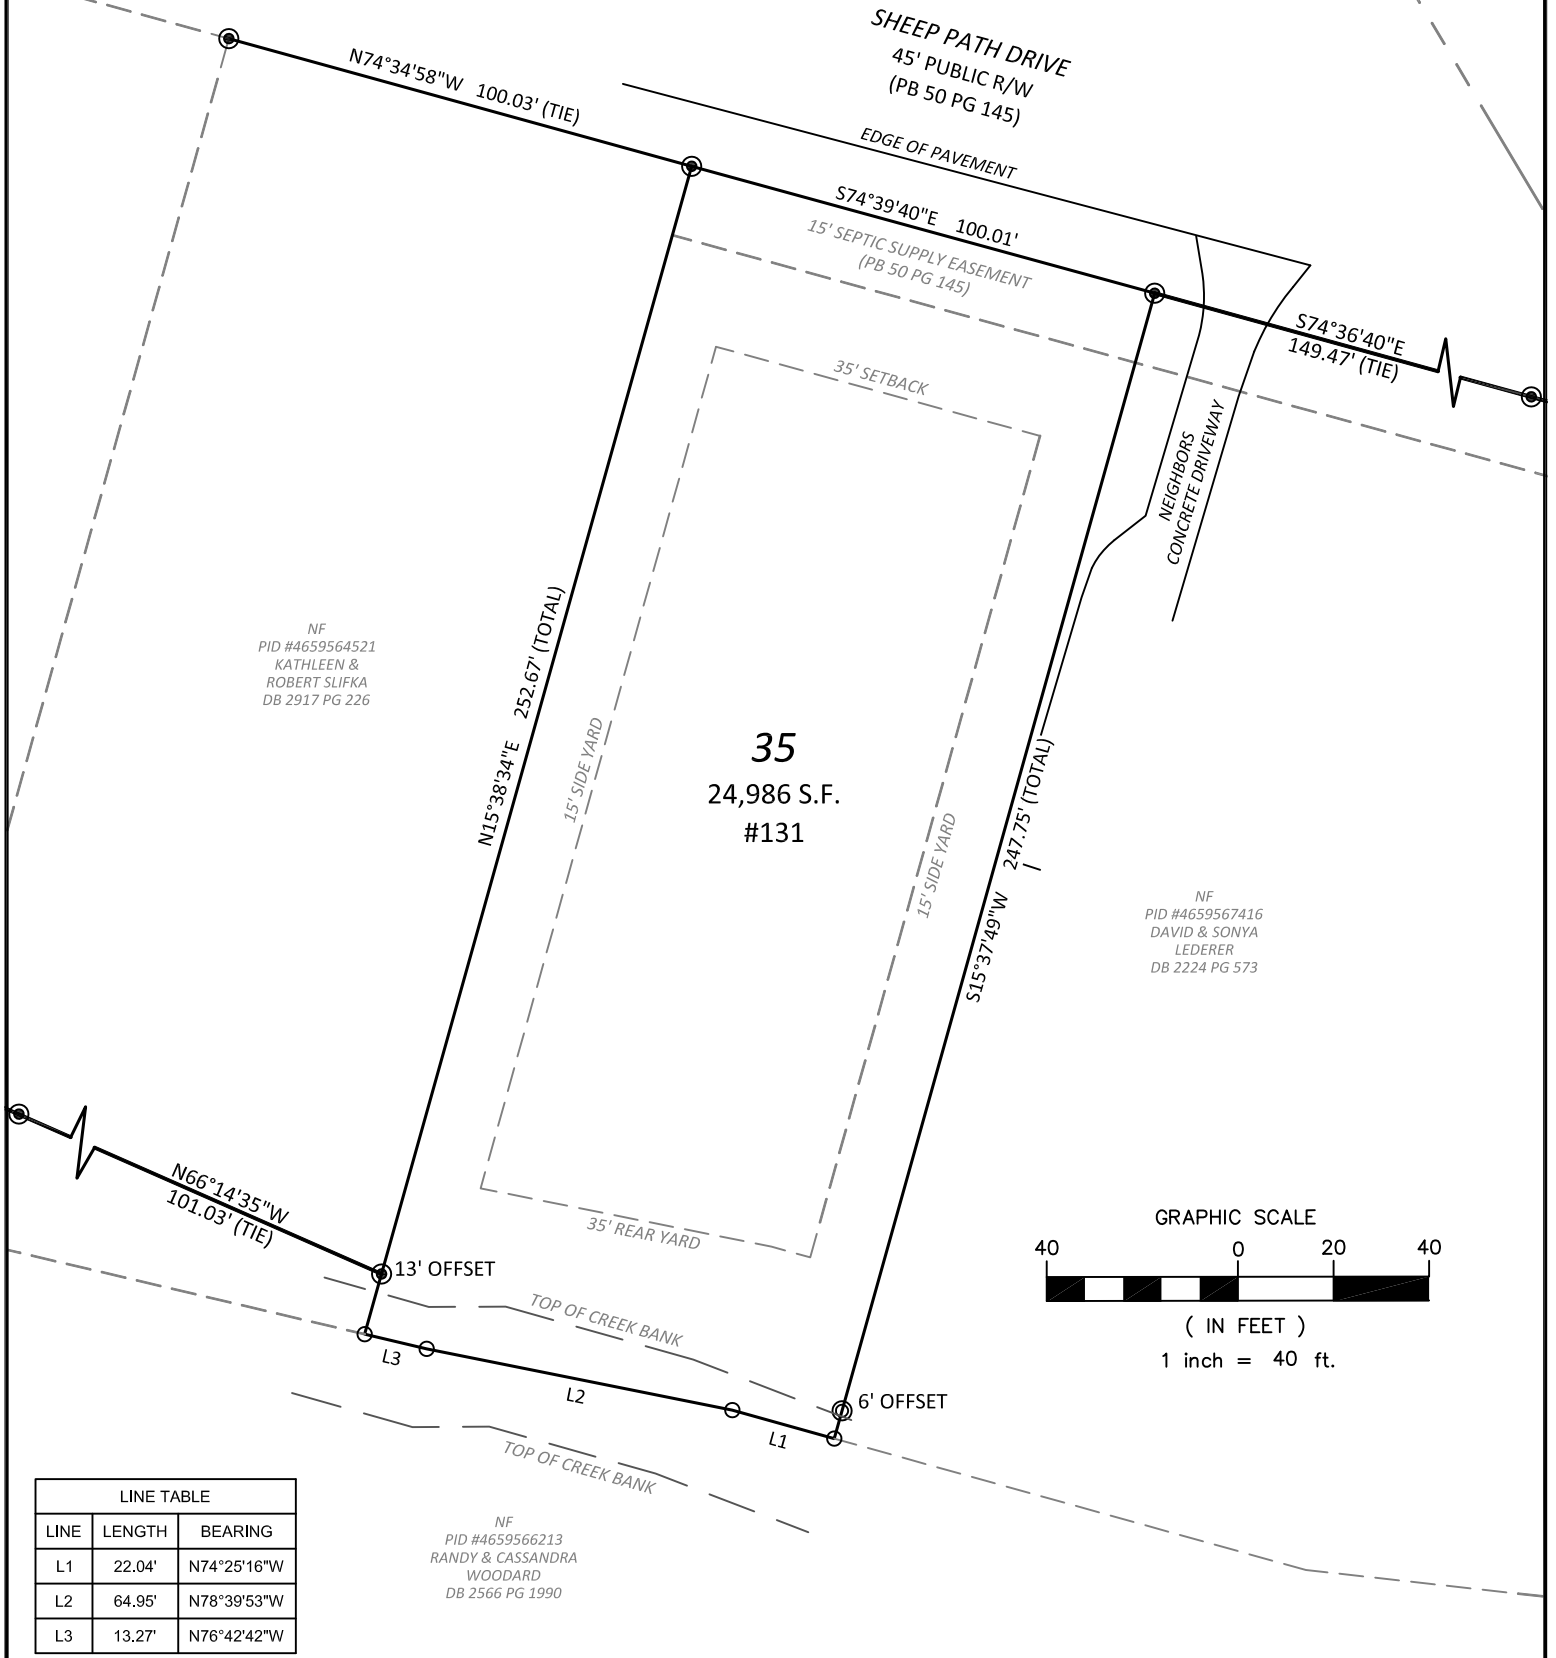 SHEEP PATH DRIVE
45' PUBLIC R/W
(PB 50 PG 145)
N74°34'58"W 100.03' (TIE)
EDGE OF PAVEMENT
S74°39'40"E 100.01'
15' SEPTIC SUPPLY EASEMENT
(PB 50 PG 145)
S74°36'40"E
149.47' (TIE)
35' SETBACK
NEIGHBORS
CONCRETE DRIVEWAY
NF
PID #4659564521
KATHLEEN &
ROBERT SLIFKA
DB 2917 PG 226
N15°38'34"E 252.67' (TOTAL)
15' SIDE YARD
35
24,986 S.F.
#131
15' SIDE YARD
S15°37'49"W 247.75' (TOTAL)
NF
PID #4659567416
DAVID & SONYA
LEDERER
DB 2224 PG 573
N66°14'35"W
101.03' (TIE)
35' REAR YARD
13' OFFSET
TOP OF CREEK BANK
L3
L2
L1
6' OFFSET
TOP OF CREEK BANK
GRAPHIC SCALE
40 0 20 40
( IN FEET )
1 inch = 40 ft.
NF
PID #4659566213
RANDY & CASSANDRA
WOODARD
DB 2566 PG 1990
LINE TABLE
LINE LENGTH BEARING
L1 22.04' N74°25'16"W
L2 64.95' N78°39'53"W
L3 13.27' N76°42'42"W